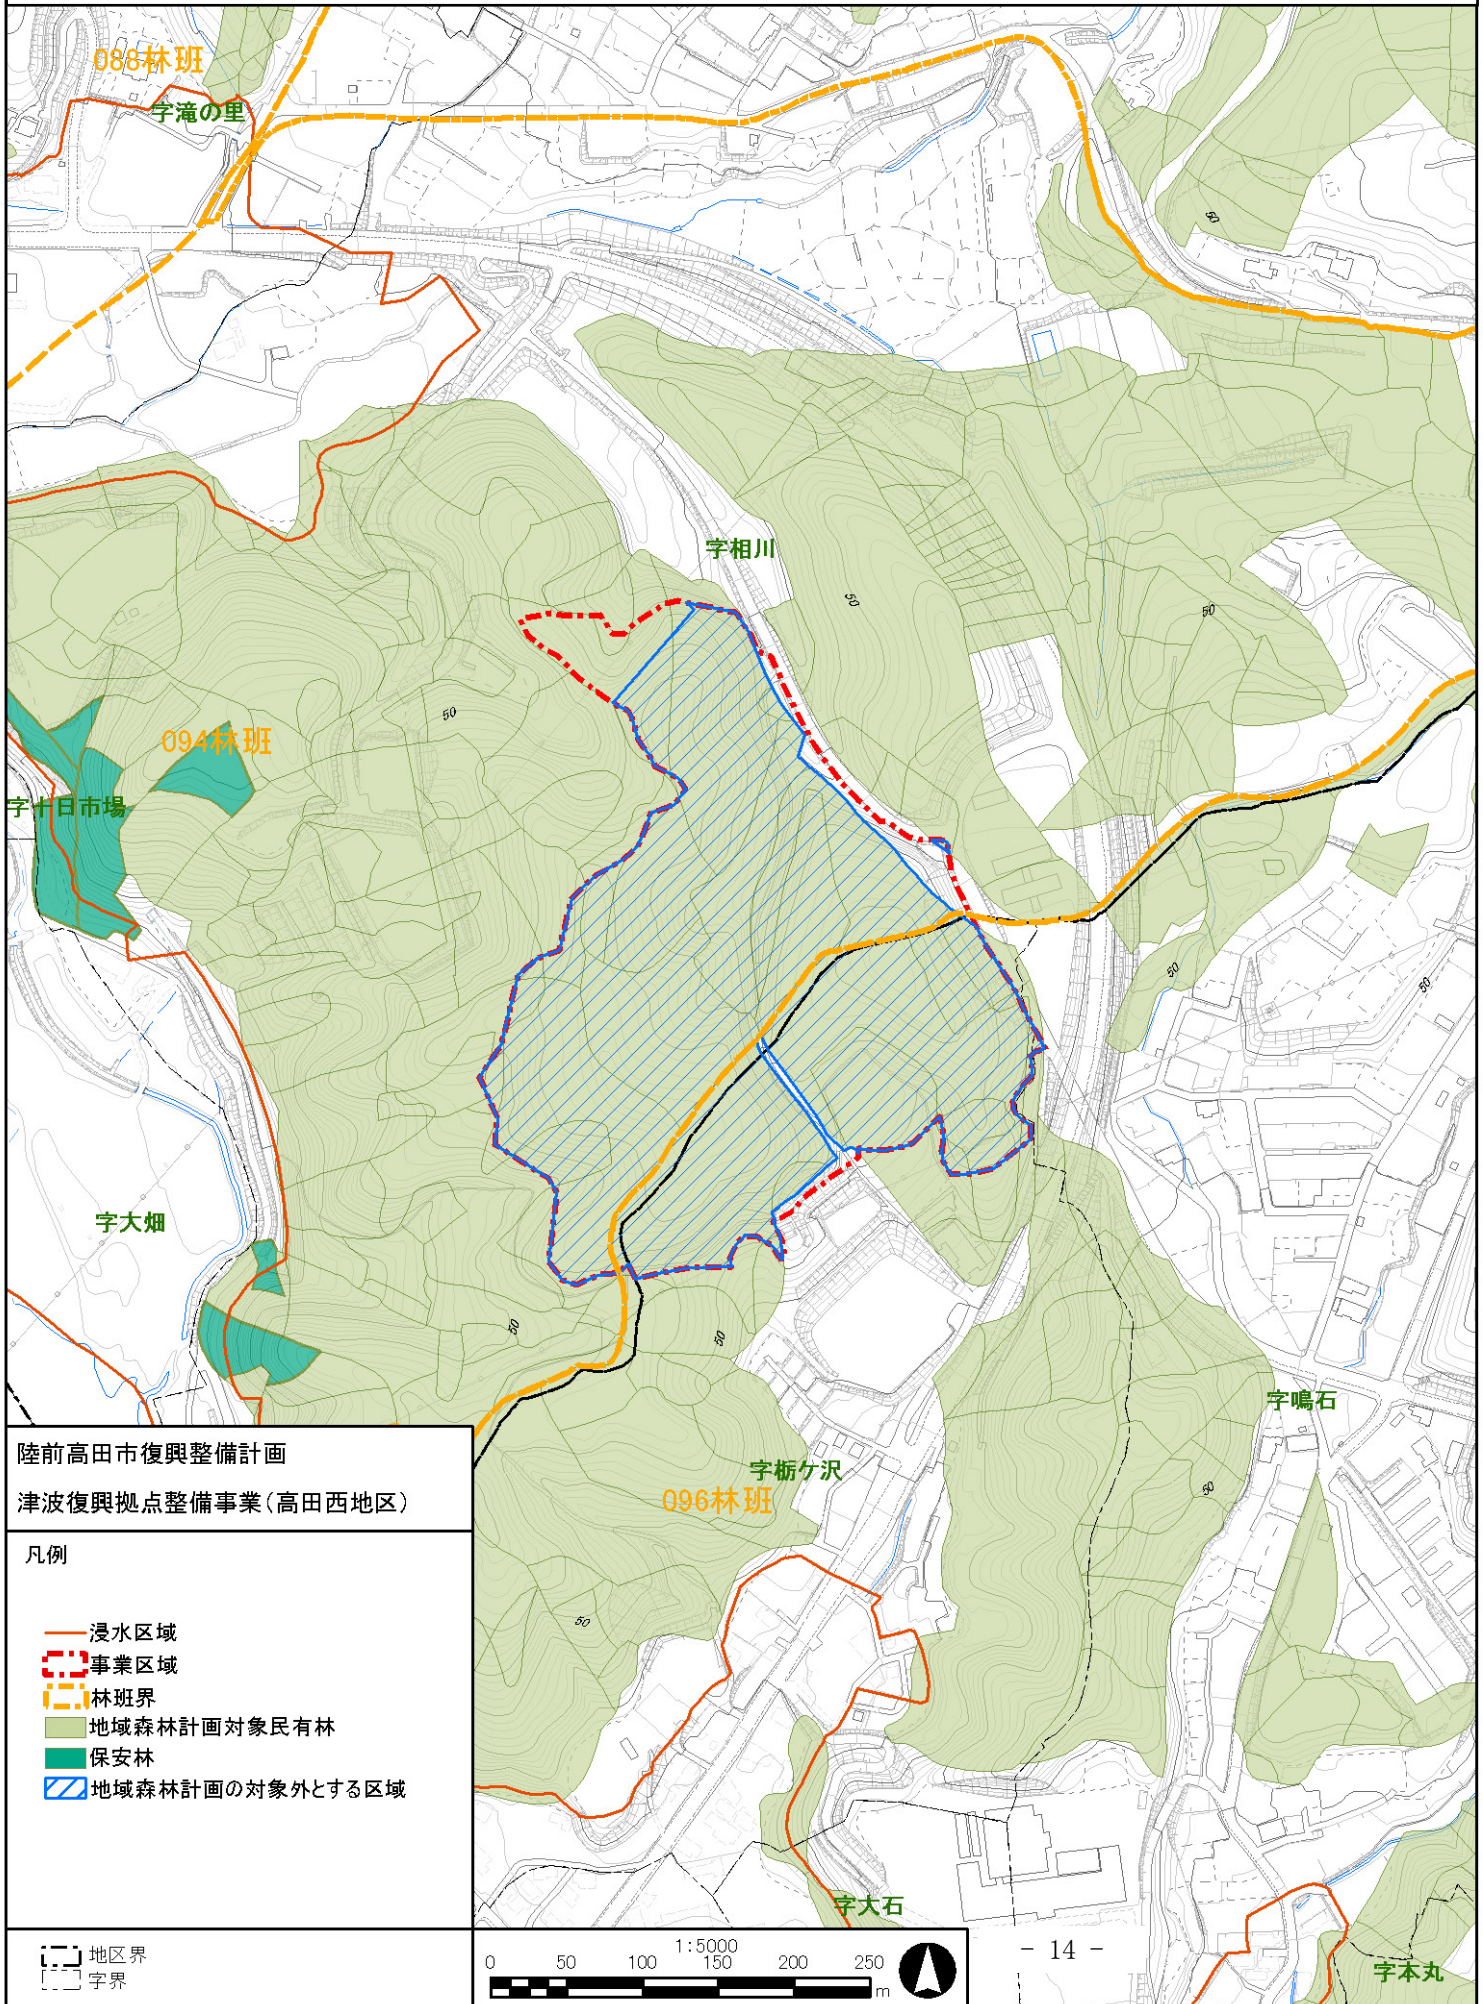 088林班
字滝の里
50
字相川
50
50
50
094林班
字十日市場
50
50
字大畑
50
50
字鳴石
字栃ケ沢
096林班
50
50
陸前高田市復興整備計画
津波復興拠点整備事業(高田西地区)
凡例
浸水区域
事業区域
林班界
地域森林計画対象民有林
保安林
地域森林計画の対象外とする区域
字大石
地区界
字界
1:5000
0 50 100 150 200 250
m
- 14 -
字本丸